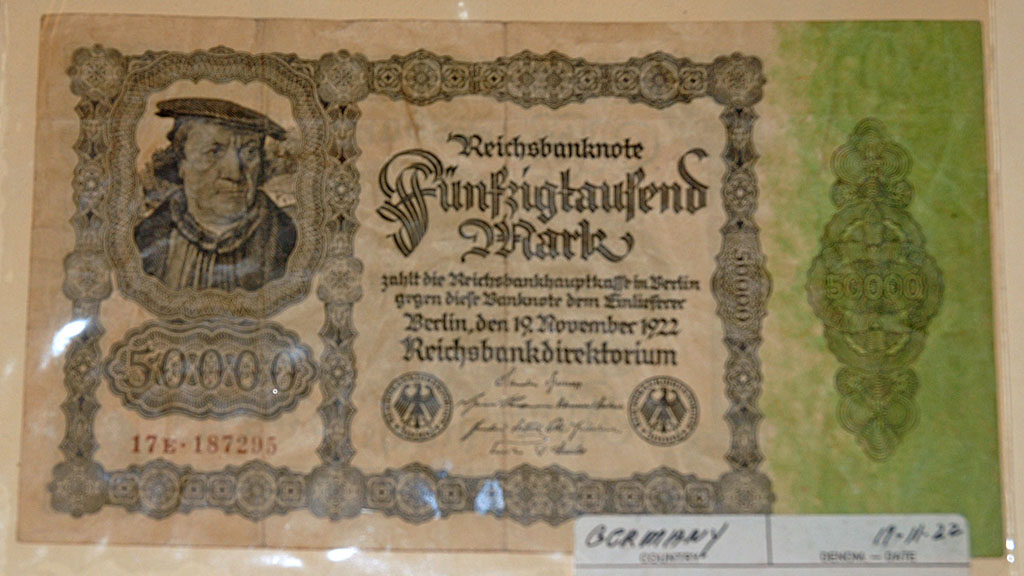 Reichsbanknote
Fünfzigtausend
Mark
zahlt die Reichsbankhauptkasse in Berlin
gegen diese Banknote dem Einlieferer
Berlin, den 19. November 1922
Reichsbankdirektorium
50000
17E·187295
50000
50000
GERMANY
COUNTRY
19-11-22
DENOM. — DATE